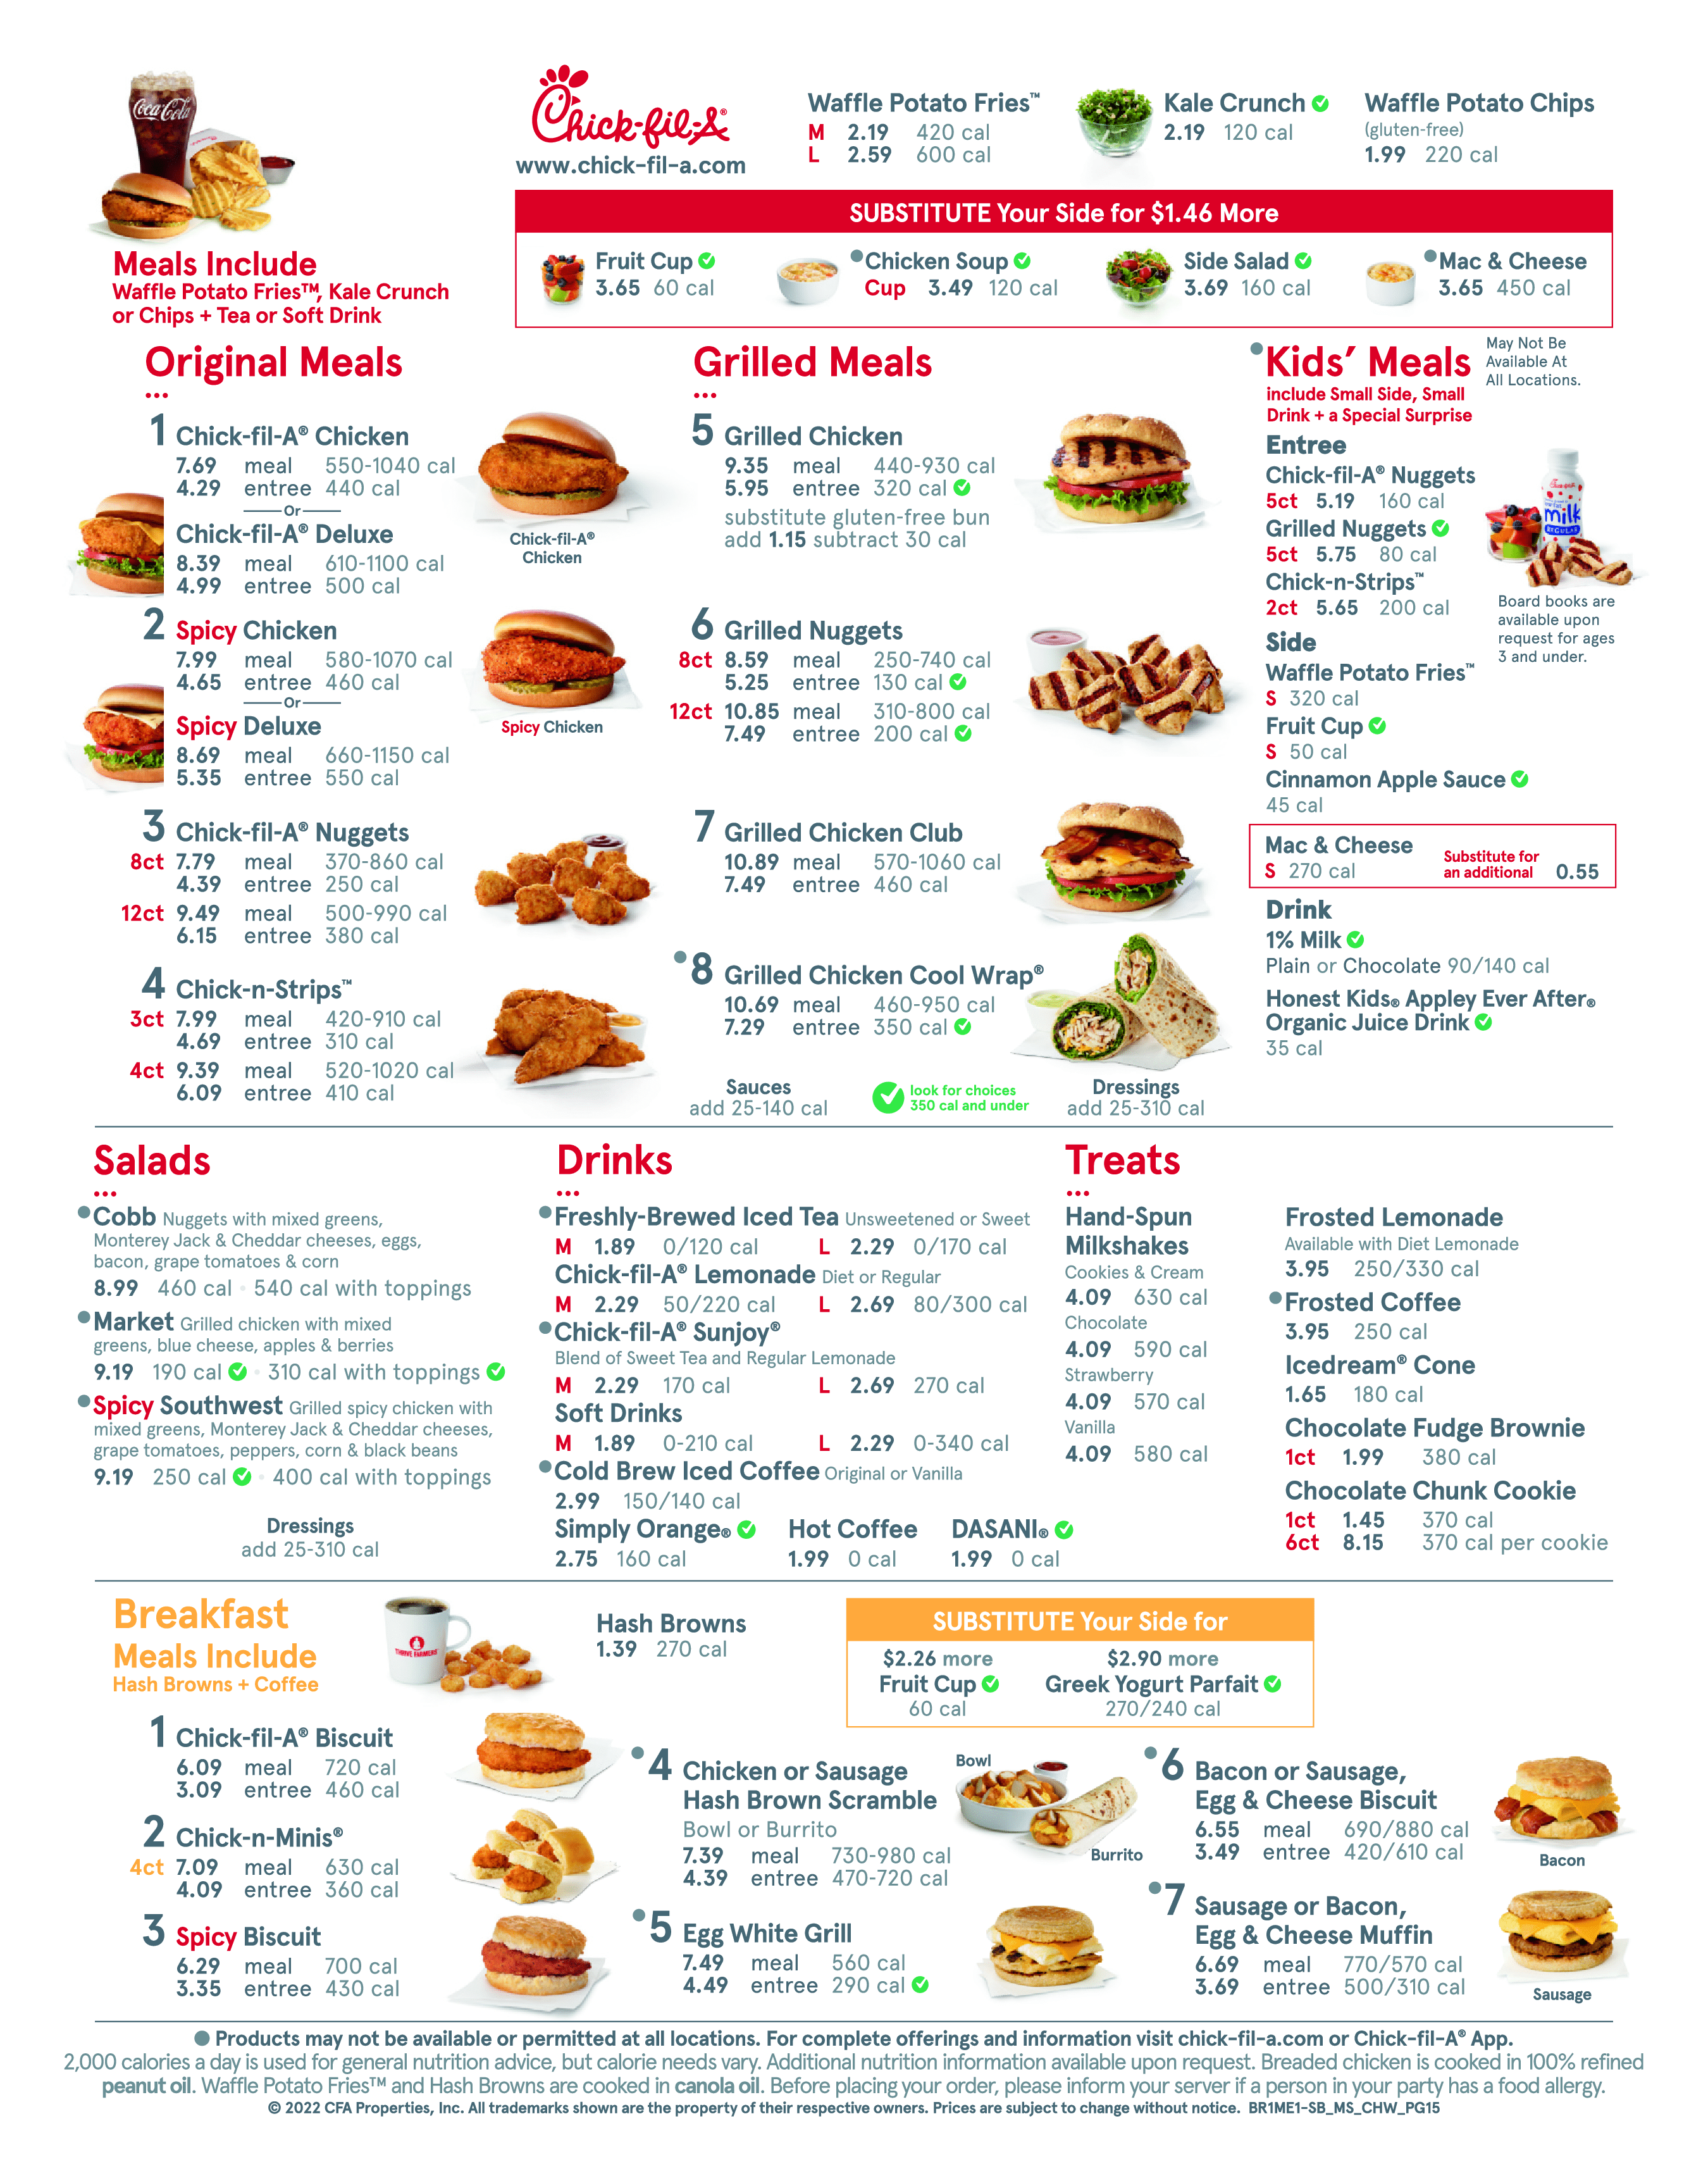 Coca-Cola
Meals Include
Waffle Potato Fries™, Kale Crunch
or Chips + Tea or Soft Drink
Chick-fil-A®
www.chick-fil-a.com
Waffle Potato Fries™
M 2.19 420 cal
L 2.59 600 cal
Kale Crunch
2.19 120 cal
Waffle Potato Chips
(gluten-free)
1.99 220 cal
SUBSTITUTE Your Side for $1.46 More
Fruit Cup
3.65 60 cal
Chicken Soup
Cup 3.49 120 cal
Side Salad
3.69 160 cal
Mac & Cheese
3.65 450 cal
Original Meals
1 Chick-fil-A® Chicken
7.69 meal 550-1040 cal
4.29 entree 440 cal
Or
Chick-fil-A® Deluxe
8.39 meal 610-1100 cal
4.99 entree 500 cal
Chick-fil-A®
Chicken
2 Spicy Chicken
7.99 meal 580-1070 cal
4.65 entree 460 cal
Or
Spicy Deluxe
8.69 meal 660-1150 cal
5.35 entree 550 cal
Spicy Chicken
3 Chick-fil-A® Nuggets
8ct 7.79 meal 370-860 cal
4.39 entree 250 cal
12ct 9.49 meal 500-990 cal
6.15 entree 380 cal
4 Chick-n-Strips™
3ct 7.99 meal 420-910 cal
4.69 entree 310 cal
4ct 9.39 meal 520-1020 cal
6.09 entree 410 cal
Grilled Meals
5 Grilled Chicken
9.35 meal 440-930 cal
5.95 entree 320 cal
substitute gluten-free bun
add 1.15 subtract 30 cal
6 Grilled Nuggets
8ct 8.59 meal 250-740 cal
5.25 entree 130 cal
12ct 10.85 meal 310-800 cal
7.49 entree 200 cal
7 Grilled Chicken Club
10.89 meal 570-1060 cal
7.49 entree 460 cal
8 Grilled Chicken Cool Wrap®
10.69 meal 460-950 cal
7.29 entree 350 cal
Sauces
add 25-140 cal
look for choices
350 cal and under
Dressings
add 25-310 cal
Kids' Meals
May Not Be
Available At
All Locations.
include Small Side, Small
Drink + a Special Surprise
Entree
Chick-fil-A® Nuggets
5ct 5.19 160 cal
Grilled Nuggets
5ct 5.75 80 cal
Chick-n-Strips™
2ct 5.65 200 cal
milk
REGULAR
Board books are
available upon
request for ages
3 and under.
Side
Waffle Potato Fries™
S 320 cal
Fruit Cup
S 50 cal
Cinnamon Apple Sauce
45 cal
Mac & Cheese
S 270 cal
Substitute for
an additional 0.55
Drink
1% Milk
Plain or Chocolate 90/140 cal
Honest Kids® Appley Ever After®
Organic Juice Drink
35 cal
Salads
Cobb Nuggets with mixed greens,
Monterey Jack & Cheddar cheeses, eggs,
bacon, grape tomatoes & corn
8.99 460 cal • 540 cal with toppings
Market Grilled chicken with mixed
greens, blue cheese, apples & berries
9.19 190 cal • 310 cal with toppings
Spicy Southwest Grilled spicy chicken with
mixed greens, Monterey Jack & Cheddar cheeses,
grape tomatoes, peppers, corn & black beans
9.19 250 cal • 400 cal with toppings
Dressings
add 25-310 cal
Drinks
Freshly-Brewed Iced Tea Unsweetened or Sweet
M 1.89 0/120 cal L 2.29 0/170 cal
Chick-fil-A® Lemonade Diet or Regular
M 2.29 50/220 cal L 2.69 80/300 cal
Chick-fil-A® Sunjoy®
Blend of Sweet Tea and Regular Lemonade
M 2.29 170 cal L 2.69 270 cal
Soft Drinks
M 1.89 0-210 cal L 2.29 0-340 cal
Cold Brew Iced Coffee Original or Vanilla
2.99 150/140 cal
Simply Orange® Hot Coffee DASANI®
2.75 160 cal 1.99 0 cal 1.99 0 cal
Treats
Hand-Spun
Milkshakes
Cookies & Cream
4.09 630 cal
Chocolate
4.09 590 cal
Strawberry
4.09 570 cal
Vanilla
4.09 580 cal
Frosted Lemonade
Available with Diet Lemonade
3.95 250/330 cal
Frosted Coffee
3.95 250 cal
Icedream® Cone
1.65 180 cal
Chocolate Fudge Brownie
1ct 1.99 380 cal
Chocolate Chunk Cookie
1ct 1.45 370 cal
6ct 8.15 370 cal per cookie
Breakfast
Meals Include
Hash Browns + Coffee
THRIVE FARMERS
Hash Browns
1.39 270 cal
SUBSTITUTE Your Side for
$2.26 more
Fruit Cup
60 cal
$2.90 more
Greek Yogurt Parfait
270/240 cal
1 Chick-fil-A® Biscuit
6.09 meal 720 cal
3.09 entree 460 cal
2 Chick-n-Minis®
4ct 7.09 meal 630 cal
4.09 entree 360 cal
3 Spicy Biscuit
6.29 meal 700 cal
3.35 entree 430 cal
4 Chicken or Sausage
Hash Brown Scramble
Bowl or Burrito
7.39 meal 730-980 cal
4.39 entree 470-720 cal
Bowl
Burrito
5 Egg White Grill
7.49 meal 560 cal
4.49 entree 290 cal
6 Bacon or Sausage,
Egg & Cheese Biscuit
6.55 meal 690/880 cal
3.49 entree 420/610 cal
Bacon
7 Sausage or Bacon,
Egg & Cheese Muffin
6.69 meal 770/570 cal
3.69 entree 500/310 cal
Sausage
Products may not be available or permitted at all locations. For complete offerings and information visit chick-fil-a.com or Chick-fil-A® App.
2,000 calories a day is used for general nutrition advice, but calorie needs vary. Additional nutrition information available upon request. Breaded chicken is cooked in 100% refined
peanut oil. Waffle Potato Fries™ and Hash Browns are cooked in canola oil. Before placing your order, please inform your server if a person in your party has a food allergy.
© 2022 CFA Properties, Inc. All trademarks shown are the property of their respective owners. Prices are subject to change without notice. BR1ME1-SB_MS_CHW_PG15